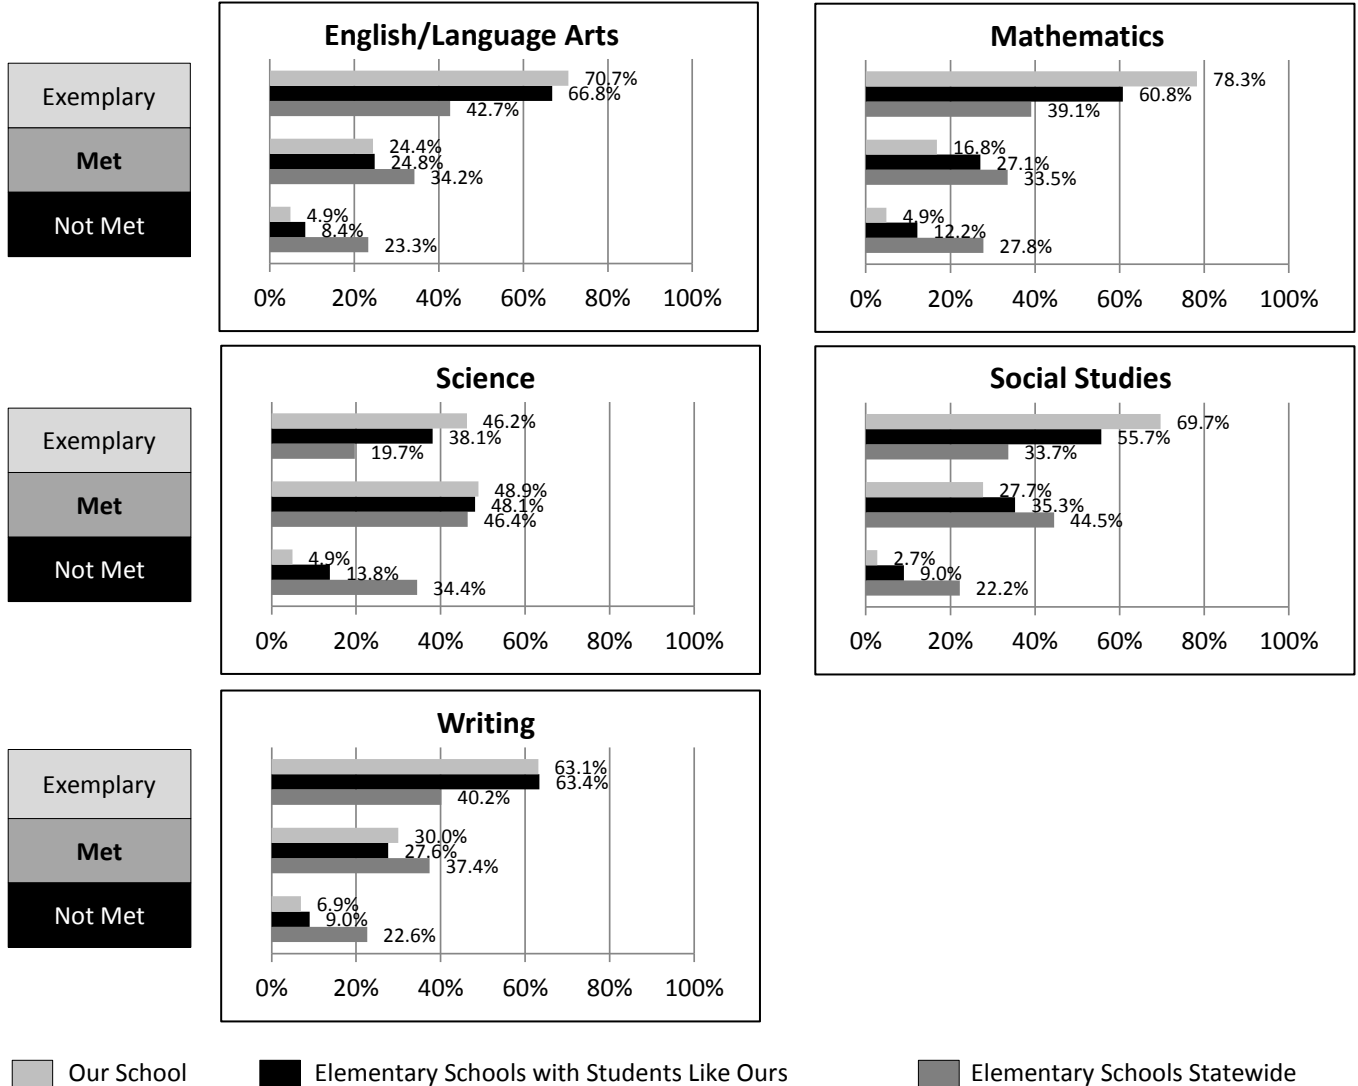 English/Language Arts
Exemplary
Met
Not Met
70.7%
66.8%
42.7%
24.4%
24.8%
34.2%
4.9%
8.4%
23.3%
0% 20% 40% 60% 80% 100%
Mathematics
78.3%
60.8%
39.1%
16.8%
27.1%
33.5%
4.9%
12.2%
27.8%
0% 20% 40% 60% 80% 100%
Science
Exemplary
Met
Not Met
46.2%
38.1%
19.7%
48.9%
48.1%
46.4%
4.9%
13.8%
34.4%
0% 20% 40% 60% 80% 100%
Social Studies
69.7%
55.7%
33.7%
27.7%
35.3%
44.5%
2.7%
9.0%
22.2%
0% 20% 40% 60% 80% 100%
Writing
Exemplary
Met
Not Met
63.1%
63.4%
40.2%
30.0%
27.6%
37.4%
6.9%
9.0%
22.6%
0% 20% 40% 60% 80% 100%
Our School Elementary Schools with Students Like Ours Elementary Schools Statewide